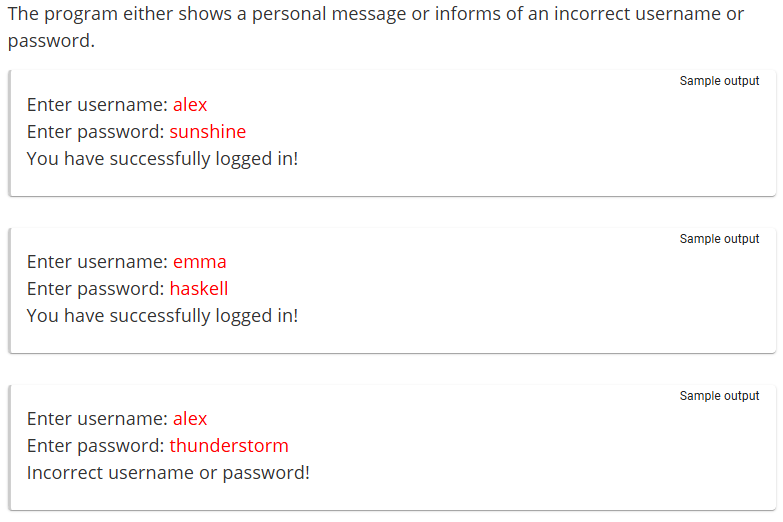 The program either shows a personal message or informs of an incorrect username or
password.
Sample output
Enter username: alex
Enter password: sunshine
You have successfully logged in!
Sample output
Enter username: emma
Enter password: haskell
You have successfully logged in!
Sample output
Enter username: alex
Enter password: thunderstorm
Incorrect username or password!